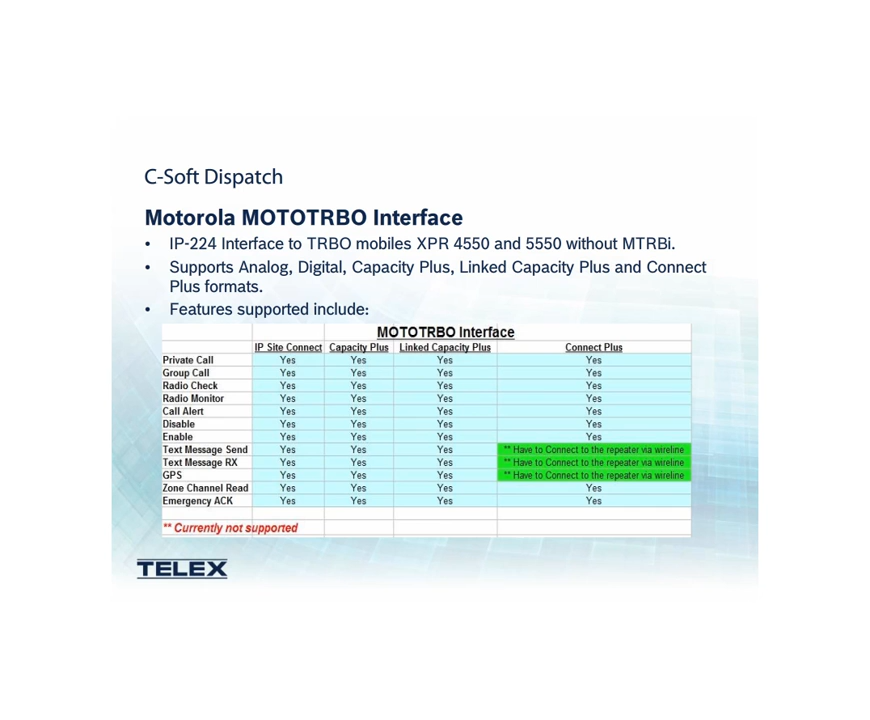 C-Soft Dispatch
Motorola MOTOTRBO Interface
• IP-224 Interface to TRBO mobiles XPR 4550 and 5550 without MTRBi.
• Supports Analog, Digital, Capacity Plus, Linked Capacity Plus and Connect
Plus formats.
• Features supported include:
MOTOTRBO Interface
IP Site Connect Capacity Plus Linked Capacity Plus Connect Plus
Private Call Yes Yes Yes Yes
Group Call Yes Yes Yes Yes
Radio Check Yes Yes Yes Yes
Radio Monitor Yes Yes Yes Yes
Call Alert Yes Yes Yes Yes
Disable Yes Yes Yes Yes
Enable Yes Yes Yes Yes
Text Message Send Yes Yes Yes ** Have to Connect to the repeater via wireline
Text Message RX Yes Yes Yes ** Have to Connect to the repeater via wireline
GPS Yes Yes Yes ** Have to Connect to the repeater via wireline
Zone Channel Read Yes Yes Yes Yes
Emergency ACK Yes Yes Yes Yes
** Currently not supported
TELEX